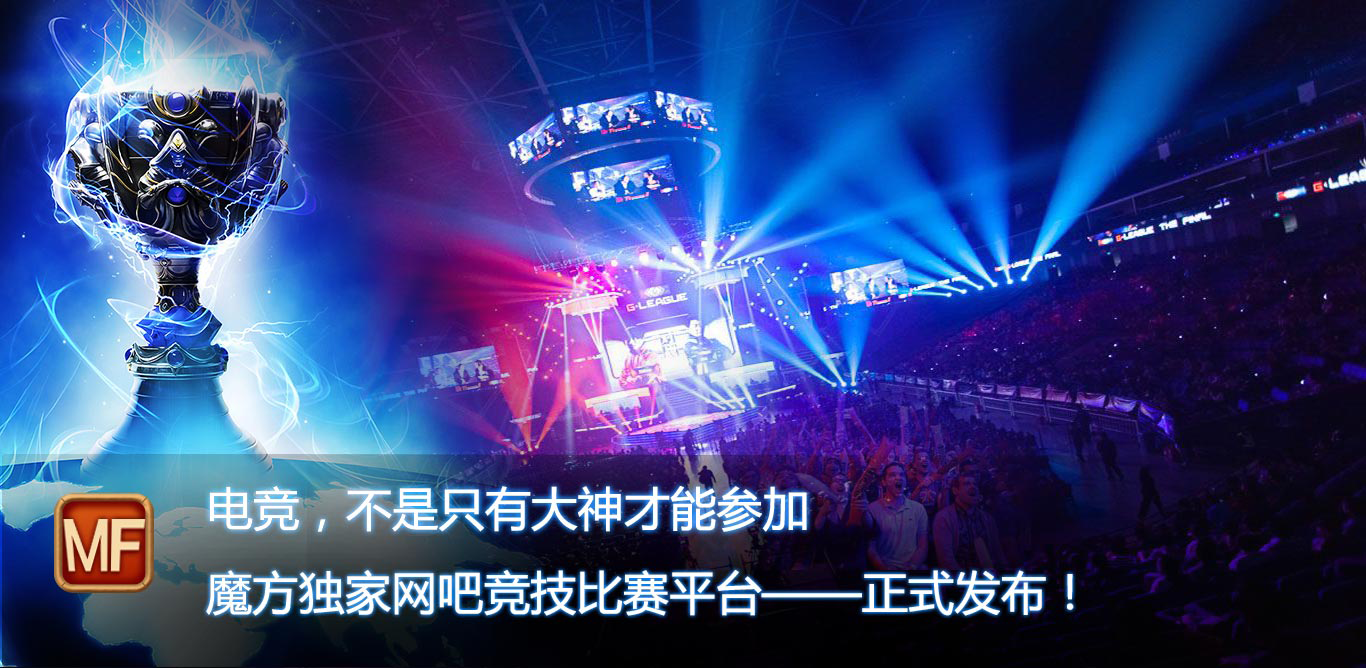 G-LEAGUE
G-LEAGUE THE FINAL
G-LEA
MF
电竞，不是只有大神才能参加
魔方独家网吧竞技比赛平台——正式发布！